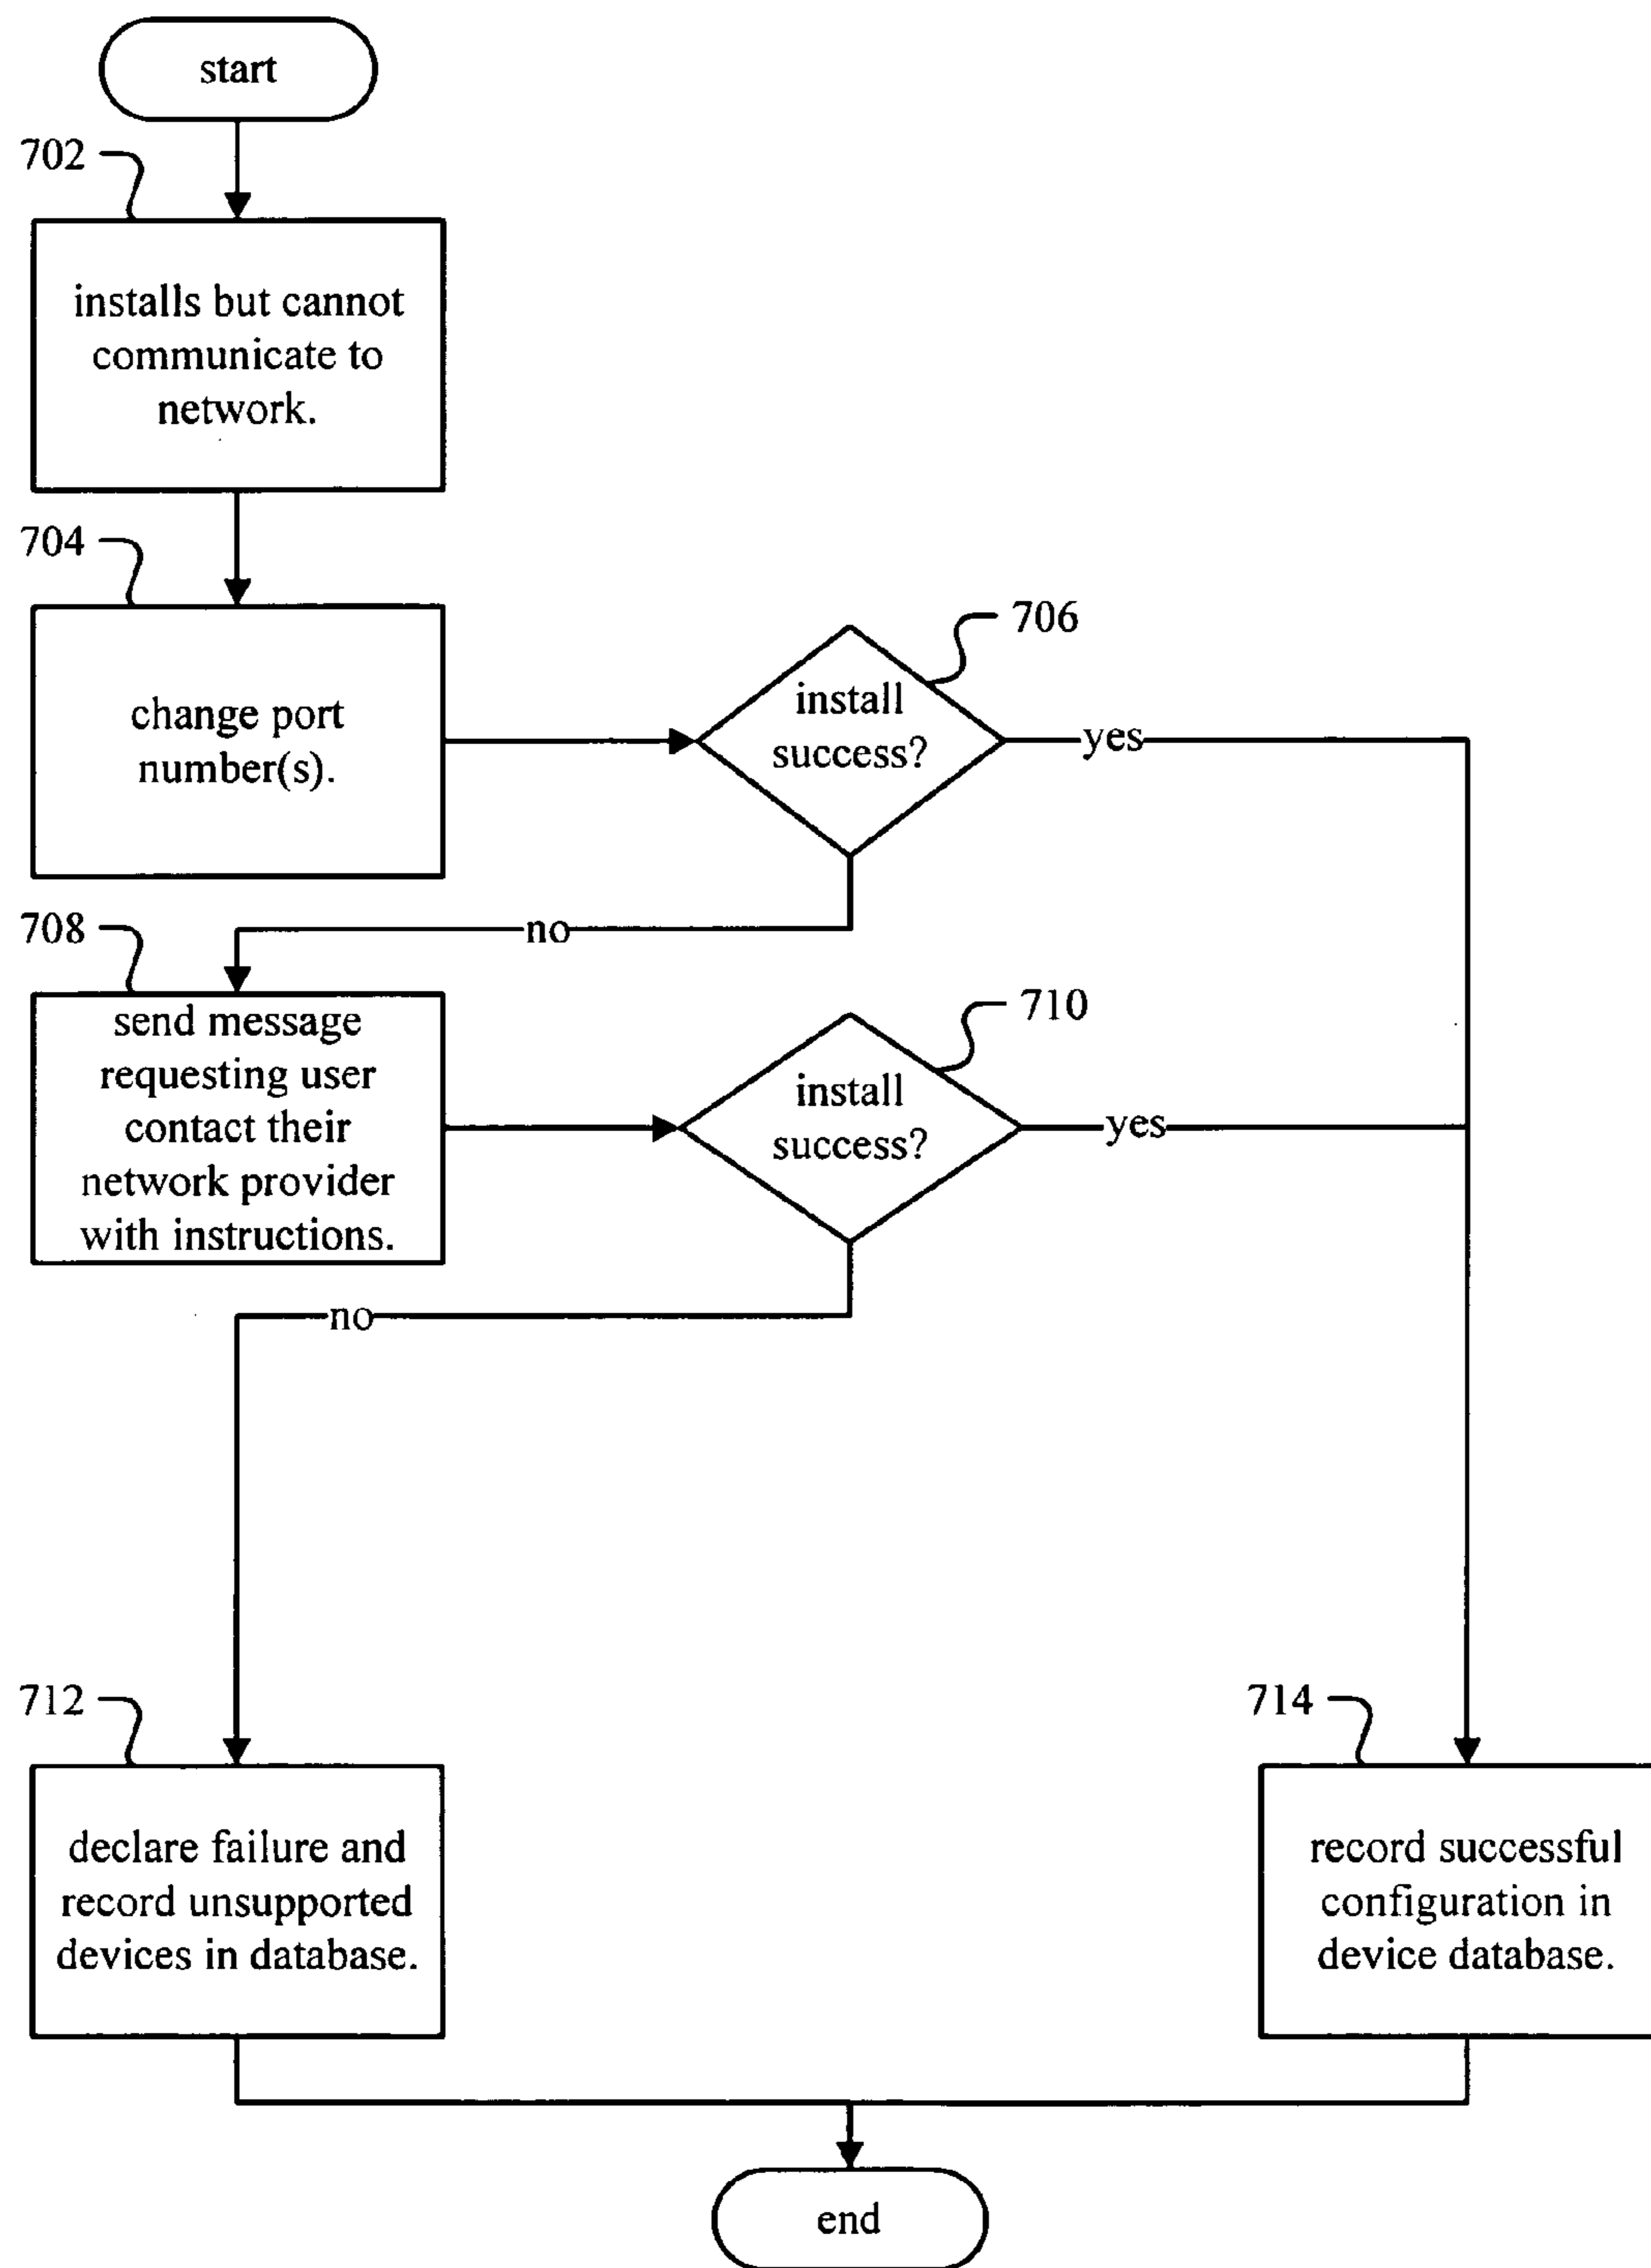 start
702
installs but cannot
communicate to
network.
704
change port
number(s).
706
install
success?
yes
no
708
send message
requesting user
contact their
network provider
with instructions.
710
install
success?
yes
no
712
declare failure and
record unsupported
devices in database.
714
record successful
configuration in
device database.
end